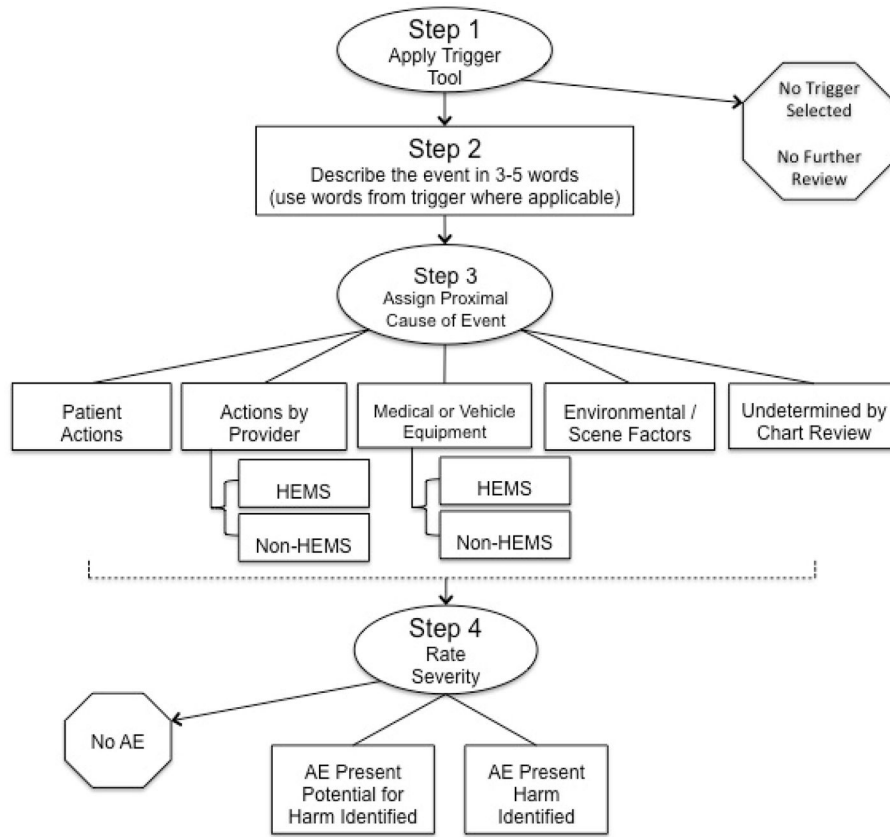 Step 1
Apply Trigger
Tool
No Trigger
Selected
No Further
Review
Step 2
Describe the event in 3-5 words
(use words from trigger where applicable)
Step 3
Assign Proximal
Cause of Event
Patient
Actions
Actions by
Provider
Medical or Vehicle
Equipment
Environmental /
Scene Factors
Undetermined by
Chart Review
HEMS
Non-HEMS
HEMS
Non-HEMS
Step 4
Rate
Severity
No AE
AE Present
Potential for
Harm Identified
AE Present
Harm
Identified